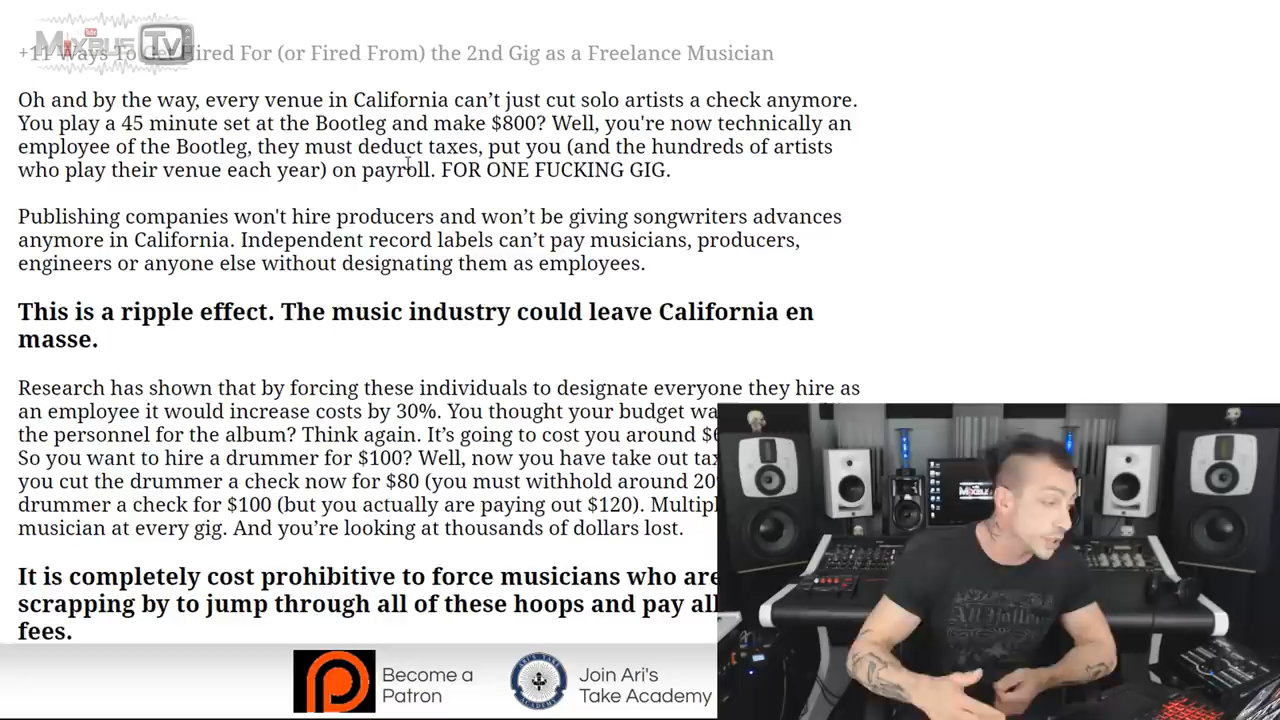 MixBus TV
+11 Ways To Get Hired For (or Fired From) the 2nd Gig as a Freelance Musician
Oh and by the way, every venue in California can’t just cut solo artists a check anymore.
You play a 45 minute set at the Bootleg and make $800? Well, you're now technically an
employee of the Bootleg, they must deduct taxes, put you (and the hundreds of artists
who play their venue each year) on payroll. FOR ONE FUCKING GIG.
Publishing companies won't hire producers and won’t be giving songwriters advances
anymore in California. Independent record labels can’t pay musicians, producers,
engineers or anyone else without designating them as employees.
This is a ripple effect. The music industry could leave California en
masse.
Research has shown that by forcing these individuals to designate everyone they hire as
an employee it would increase costs by 30%. You thought your budget
the personnel for the album? Think again. It’s going to cost you around
So you want to hire a drummer for $100? Well, now you have take out
you cut the drummer a check now for $80 (you must withhold around
drummer a check for $100 (but you actually are paying out $120).
musician at every gig. And you’re looking at thousands of dollars lost.
It is completely cost prohibitive to force musicians who are
scrapping by to jump through all of these hoops and pay all
fees.
Become a
Patron
Join Ari's
Take Academy